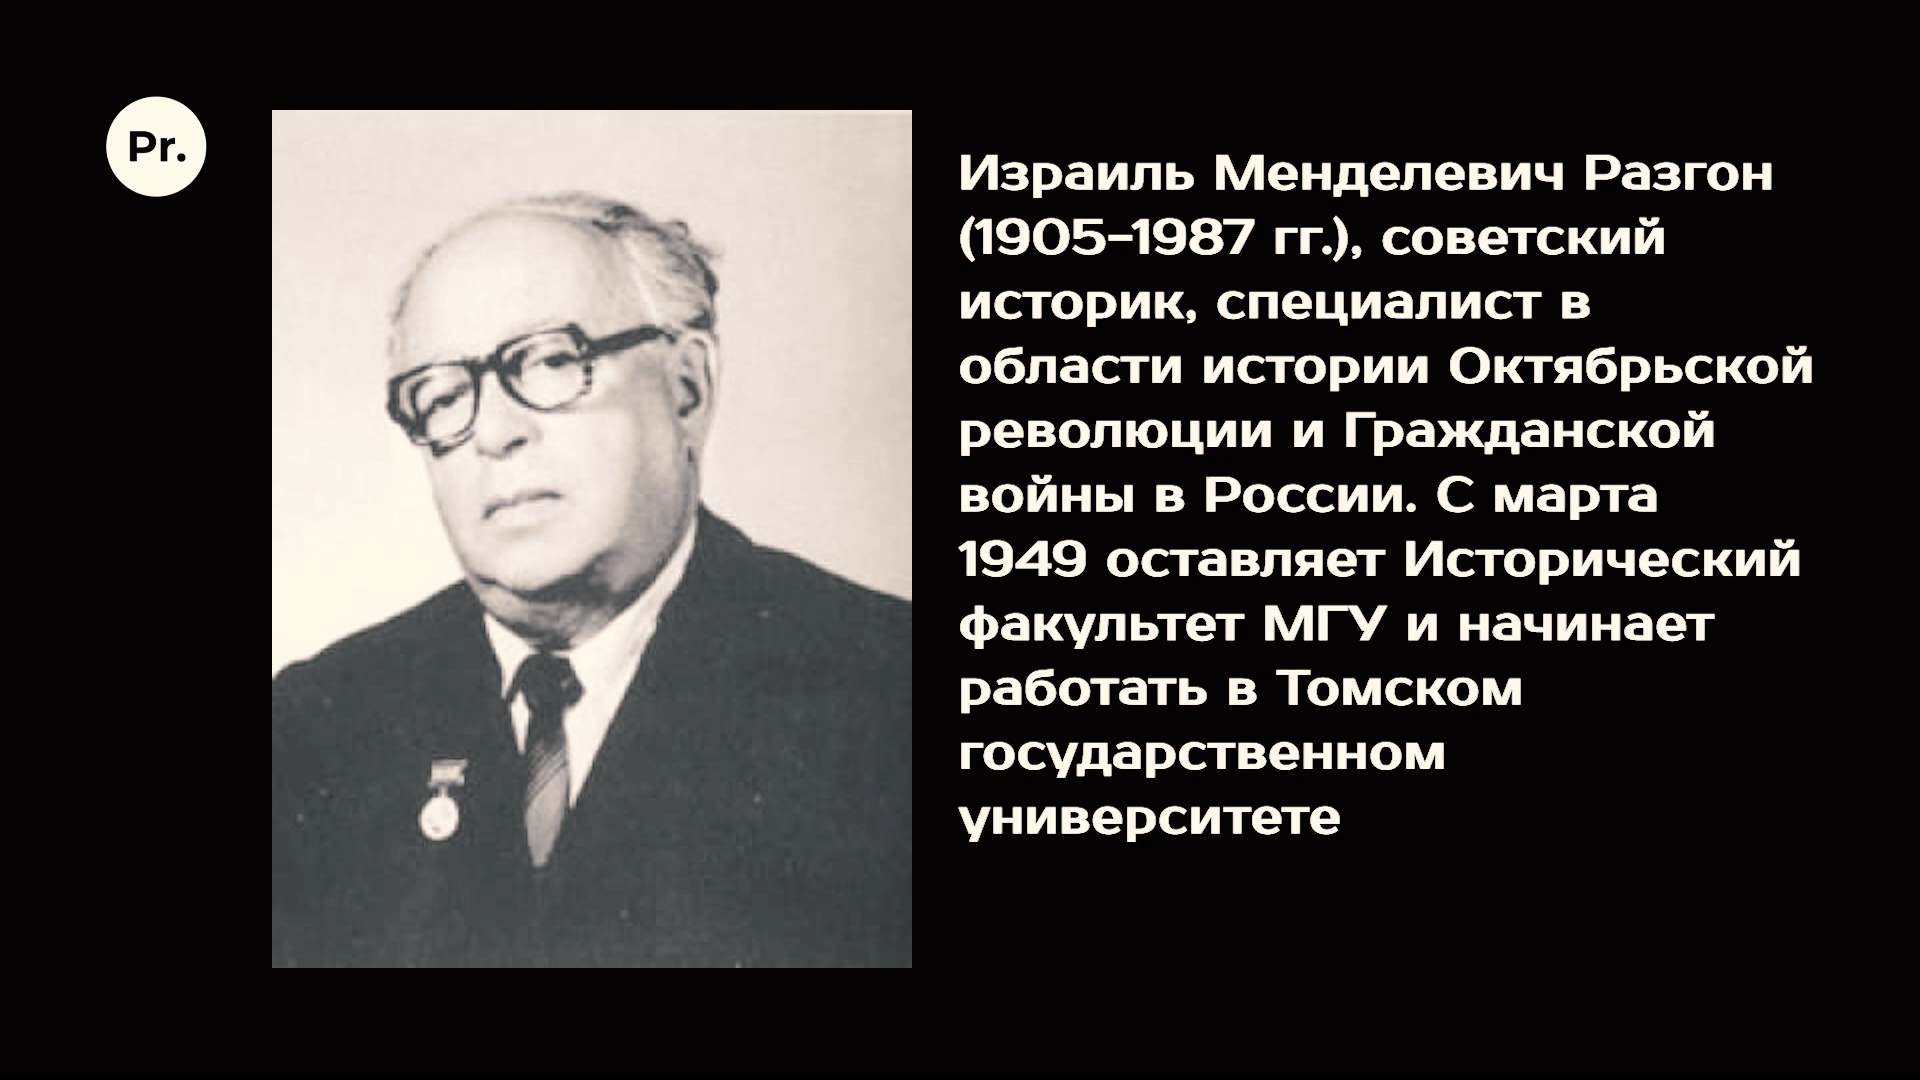 Pr.
Израиль Менделевич Разгон
(1905–1987 гг.), советский
историк, специалист в
области истории Октябрьской
революции и Гражданской
войны в России. С марта
1949 оставляет Исторический
факультет МГУ и начинает
работать в Томском
государственном
университете